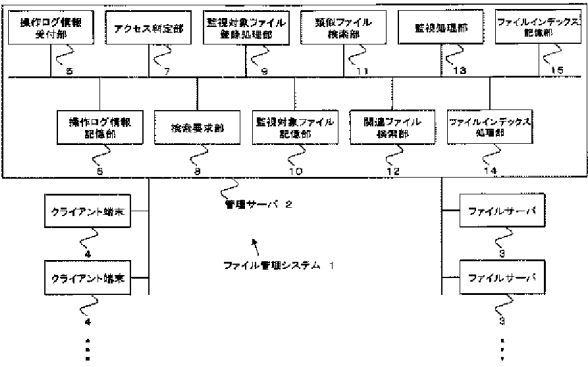 操作ログ情報
受付部
アクセス判定部
監視対象ファイル
登録処理部
類似ファイル
検索部
監視処理部
ファイルインデックス
記憶部
5
7
9
11
13
15
操作ログ情報
記憶部
検索要求部
監視対象ファイル
記憶部
関連ファイル
検索部
ファイルインデックス
処理部
6
8
10
12
14
管理サーバ 2
クライアント端末
ファイルサーバ
4
3
ファイル管理システム 1
クライアント端末
ファイルサーバ
4
3